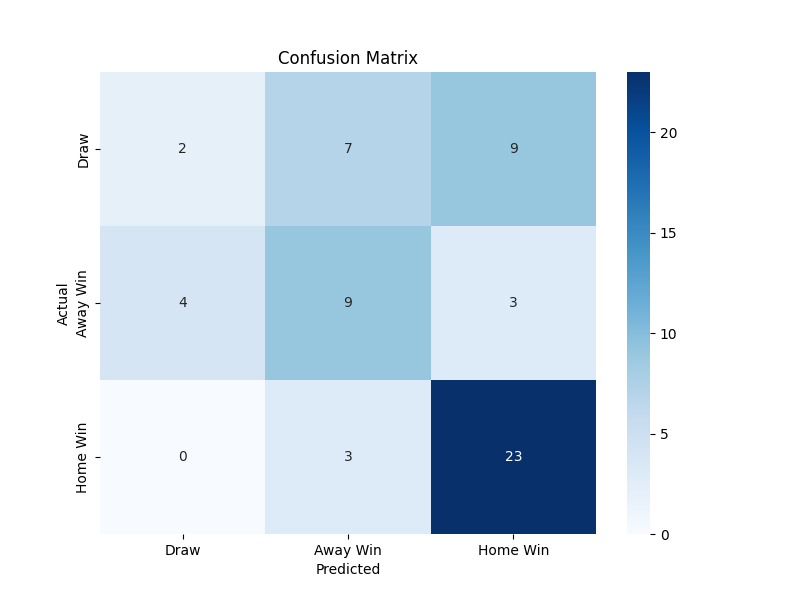 Confusion Matrix
Actual
Draw
2 7 9
Away Win
4 9 3
Home Win
0 3 23
Draw Away Win Home Win
Predicted
20
15
10
5
0